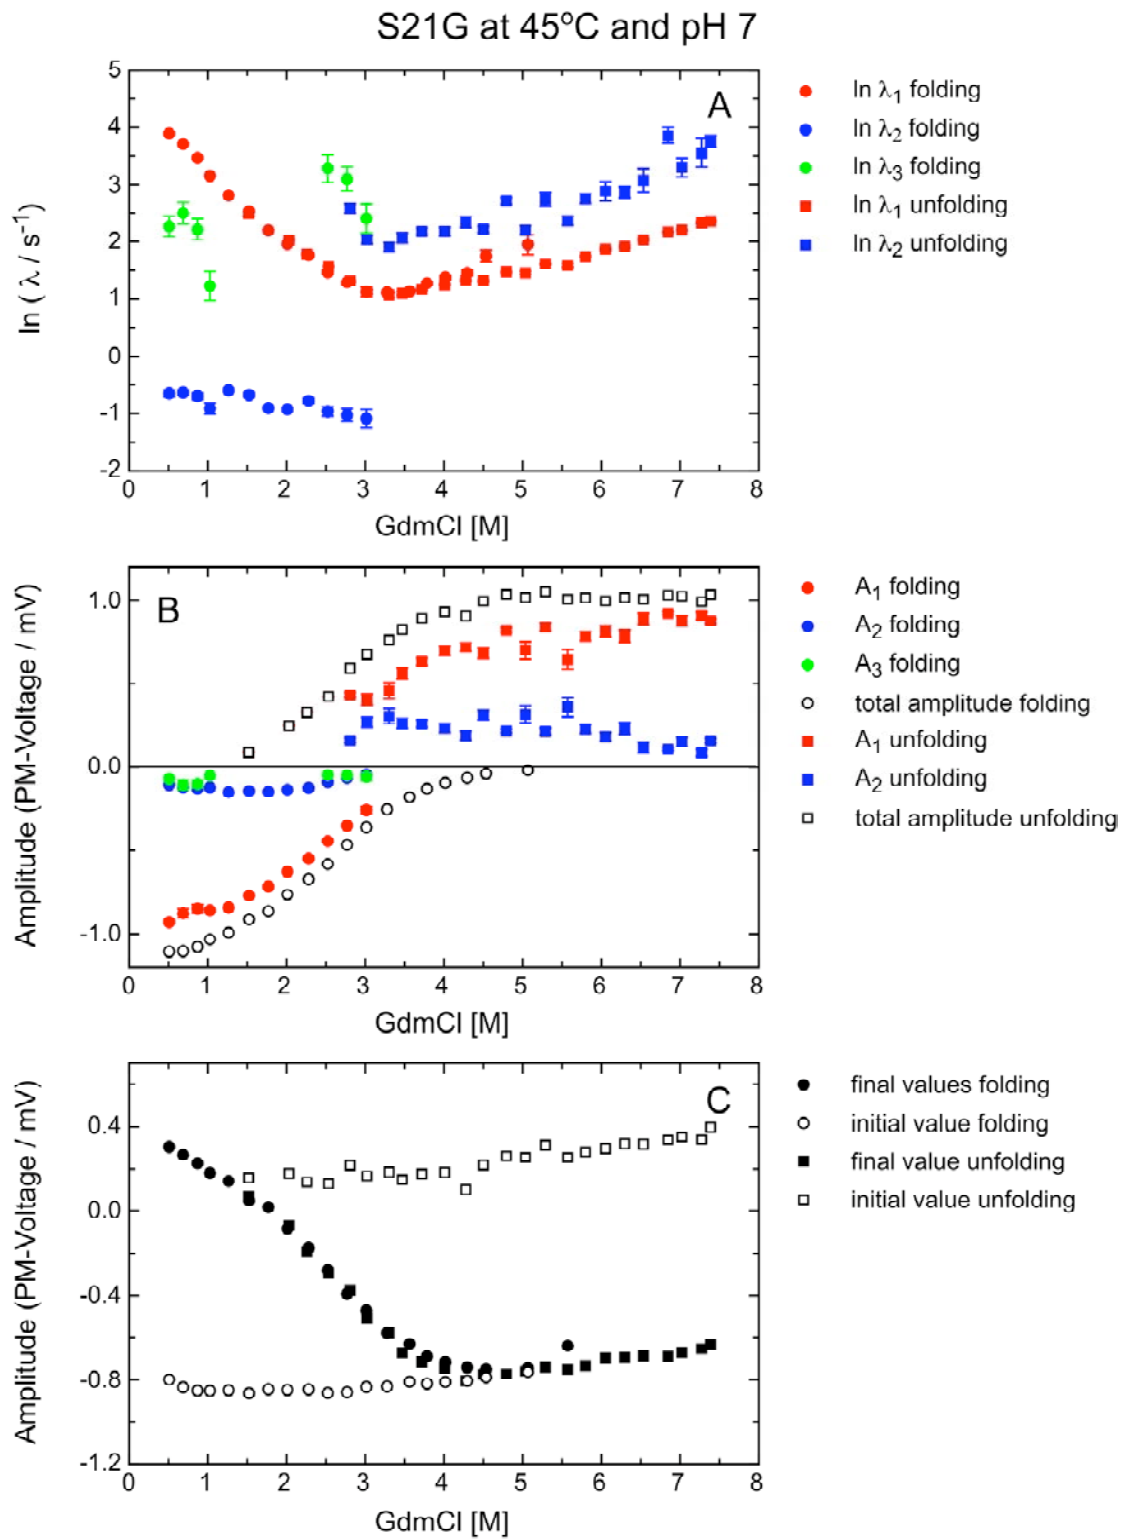 S21G at 45°C and pH 7
A
ln ( λ / s⁻¹)
5
4
3
2
1
0
-1
-2
0 1 2 3 4 5 6 7 8
GdmCl [M]
ln λ₁ folding
ln λ₂ folding
ln λ₃ folding
ln λ₁ unfolding
ln λ₂ unfolding
B
Amplitude (PM-Voltage / mV)
1.0
0.0
-1.0
0 1 2 3 4 5 6 7 8
GdmCl [M]
A₁ folding
A₂ folding
A₃ folding
total amplitude folding
A₁ unfolding
A₂ unfolding
total amplitude unfolding
C
Amplitude (PM-Voltage / mV)
0.4
0.0
-0.4
-0.8
-1.2
0 1 2 3 4 5 6 7 8
GdmCl [M]
final values folding
initial value folding
final value unfolding
initial value unfolding